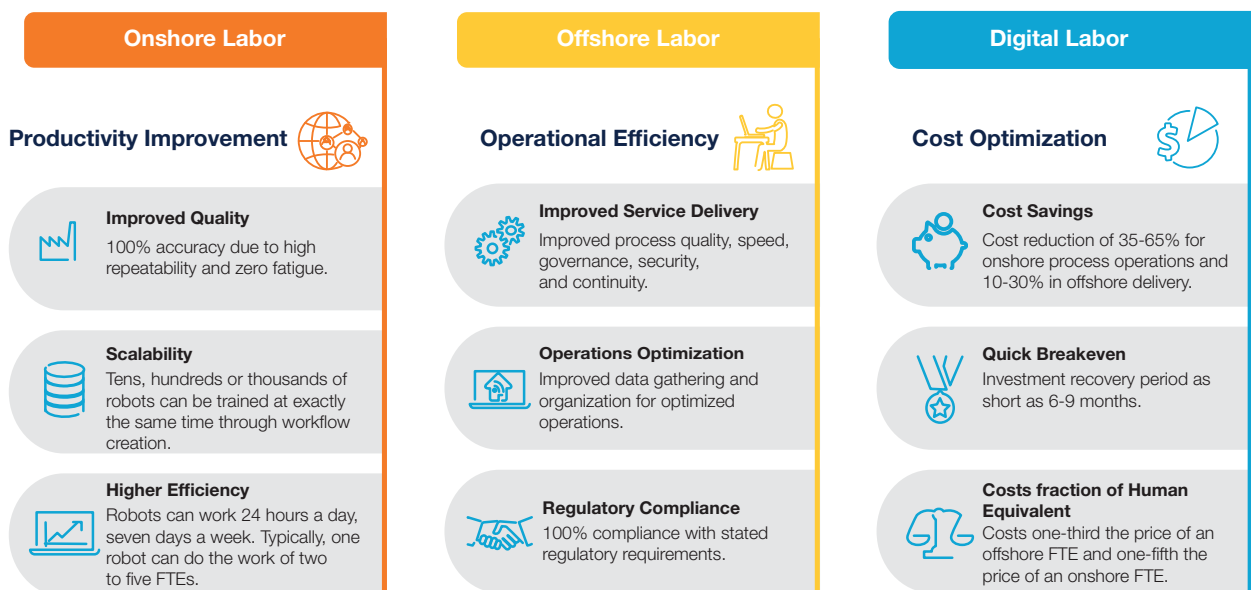 Onshore Labor
Productivity Improvement
Improved Quality
100% accuracy due to high
repeatability and zero fatigue.
Scalability
Tens, hundreds or thousands of
robots can be trained at exactly
the same time through workflow
creation.
Higher Efficiency
Robots can work 24 hours a day,
seven days a week. Typically, one
robot can do the work of two
to five FTEs.
Offshore Labor
Operational Efficiency
Improved Service Delivery
Improved process quality, speed,
governance, security,
and continuity.
Operations Optimization
Improved data gathering and
organization for optimized
operations.
Regulatory Compliance
100% compliance with stated
regulatory requirements.
Digital Labor
Cost Optimization
$
Cost Savings
Cost reduction of 35-65% for
onshore process operations and
10-30% in offshore delivery.
Quick Breakeven
Investment recovery period as
short as 6-9 months.
Costs fraction of Human
Equivalent
Costs one-third the price of an
offshore FTE and one-fifth the
price of an onshore FTE.